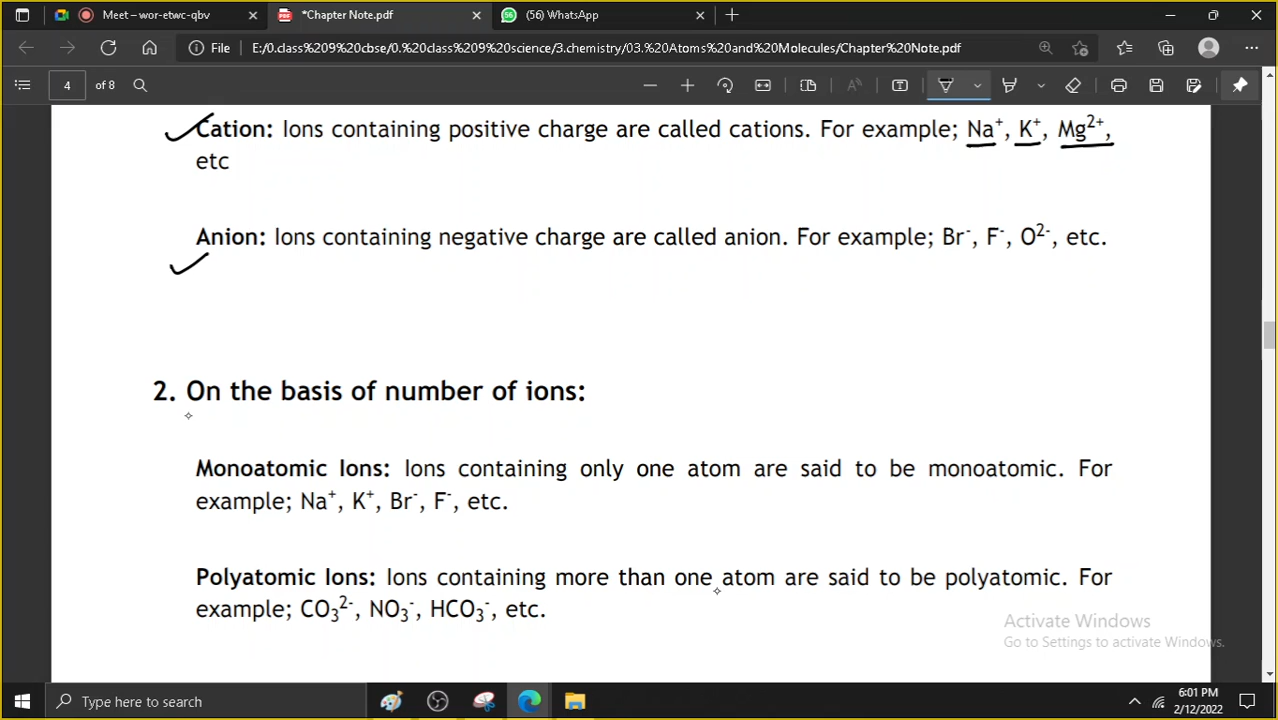 Meet – wor-etwc-qbv
*Chapter Note.pdf
(56) WhatsApp
File
E:/0.class%209%20cbse/0.%20class%209%20science/3.chemistry/03.%20Atoms%20and%20Molecules/Chapter%20Note.pdf
4 of 8
Cation: Ions containing positive charge are called cations. For example; Na⁺, K⁺, Mg²⁺,
etc
Anion: Ions containing negative charge are called anion. For example; Br⁻, F⁻, O²⁻, etc.
2. On the basis of number of ions:
Monoatomic Ions: Ions containing only one atom are said to be monoatomic. For
example; Na⁺, K⁺, Br⁻, F⁻, etc.
Polyatomic Ions: Ions containing more than one atom are said to be polyatomic. For
example; CO₃²⁻, NO₃⁻, HCO₃⁻, etc.
Activate Windows
Go to Settings to activate Windows.
Type here to search
6:01 PM
2/12/2022